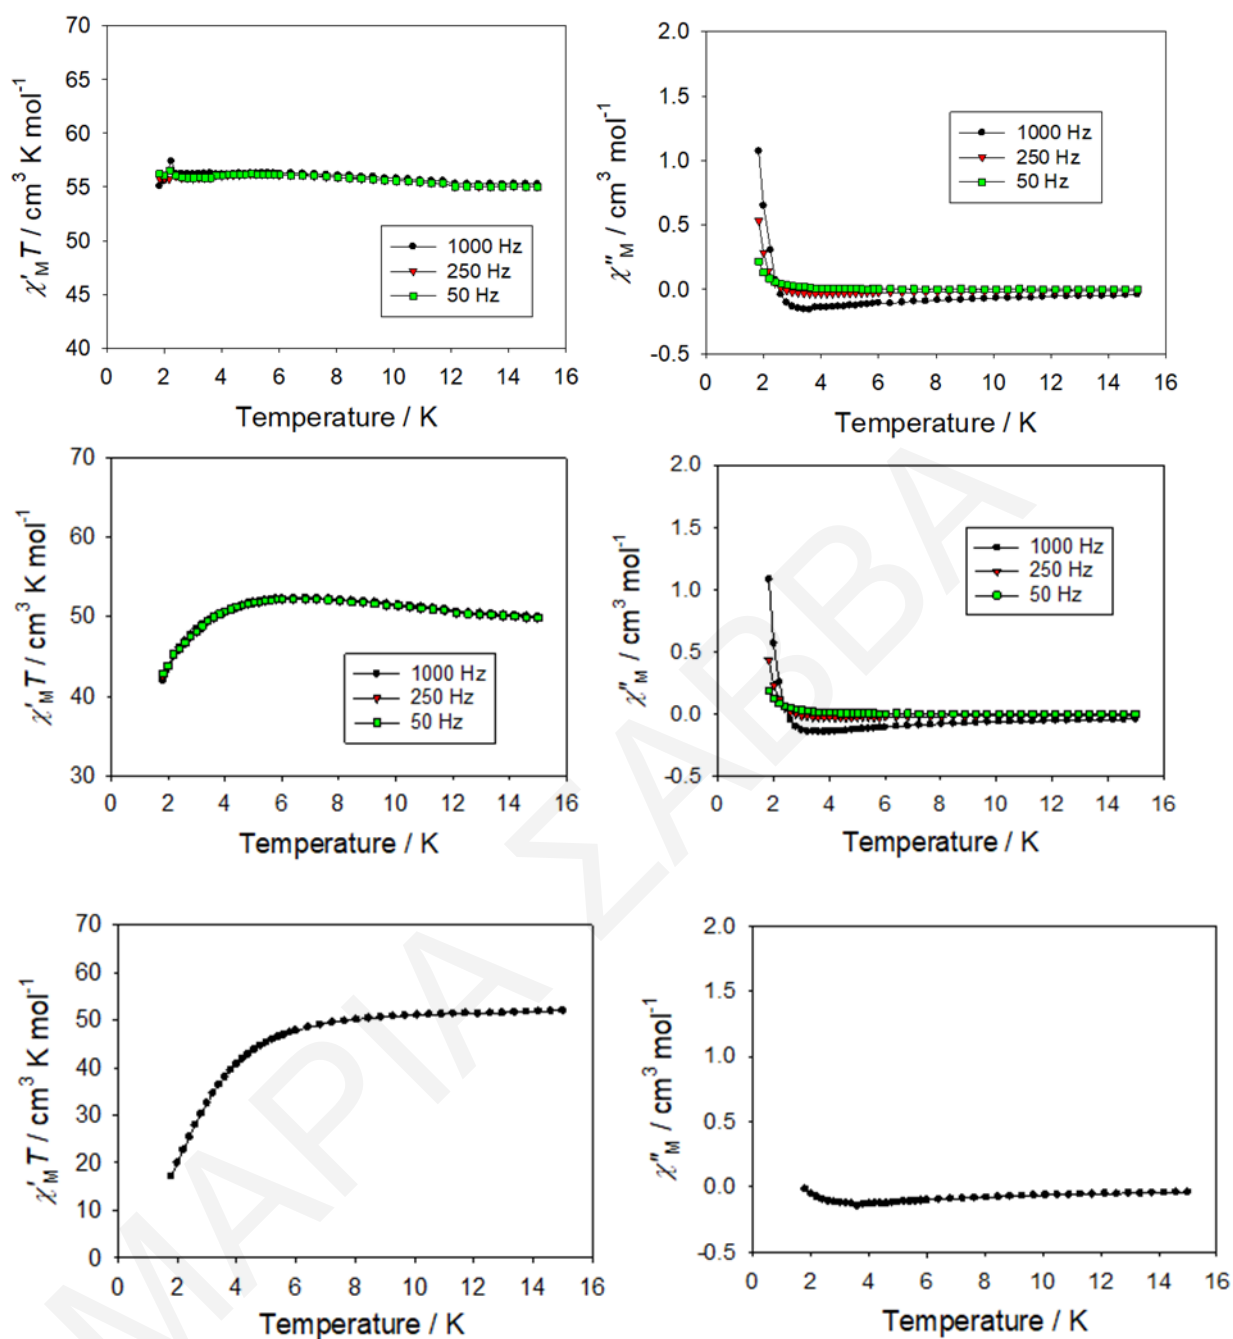 70
65
60
55
50
45
40
χ'M T / cm3 K mol-1
1000 Hz
250 Hz
50 Hz
0 2 4 6 8 10 12 14 16
Temperature / K
2.0
1.5
1.0
0.5
0.0
-0.5
χ''M / cm3 mol-1
1000 Hz
250 Hz
50 Hz
0 2 4 6 8 10 12 14 16
Temperature / K
70
60
50
40
30
χ'M T / cm3 K mol-1
1000 Hz
250 Hz
50 Hz
0 2 4 6 8 10 12 14 16
Temperature / K
2.0
1.5
1.0
0.5
0.0
-0.5
χ''M / cm3 mol-1
1000 Hz
250 Hz
50 Hz
0 2 4 6 8 10 12 14 16
Temperature / K
70
60
50
40
30
20
10
0
χ'M T / cm3 K mol-1
0 2 4 6 8 10 12 14 16
Temperature / K
2.0
1.5
1.0
0.5
0.0
-0.5
χ''M / cm3 mol-1
0 2 4 6 8 10 12 14 16
Temperature / K
ΜΑΡΙΑ ΣΑΒΒΑ